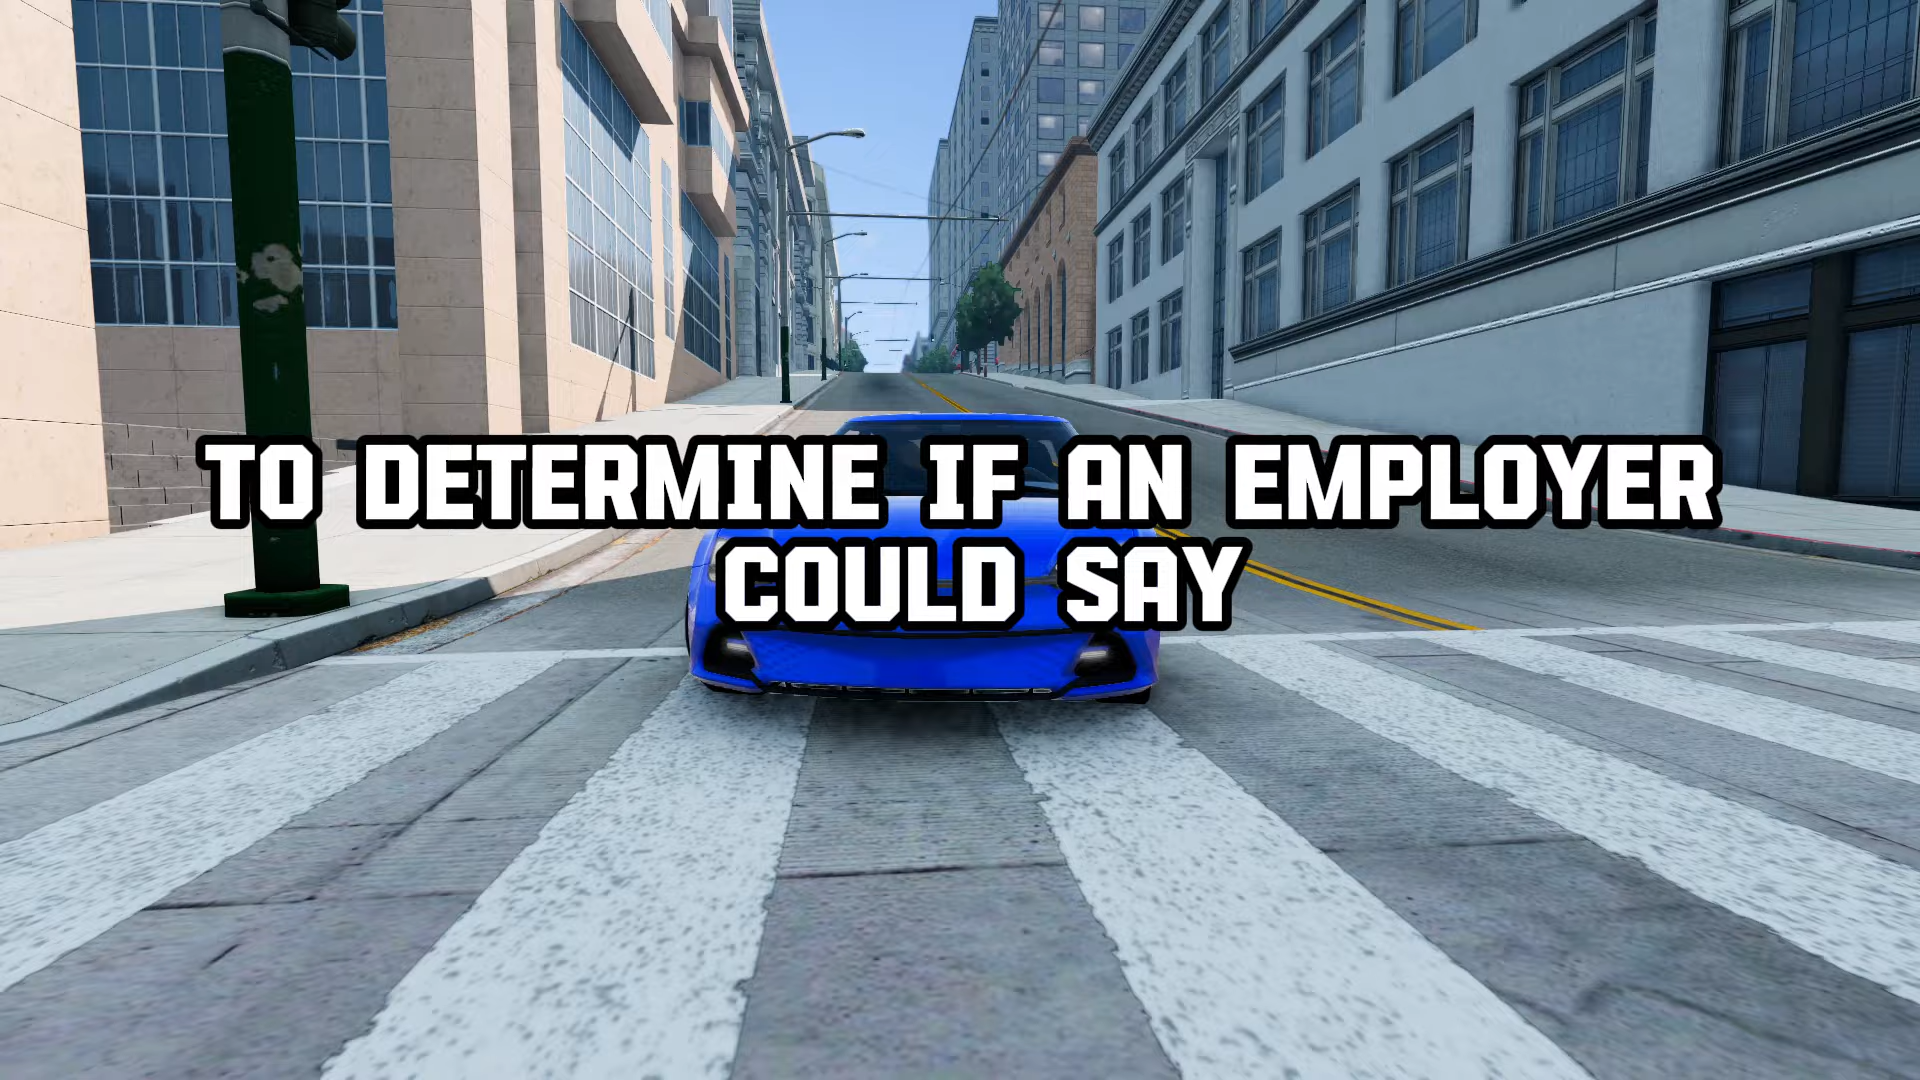 TO DETERMINE IF AN EMPLOYER
COULD SAY